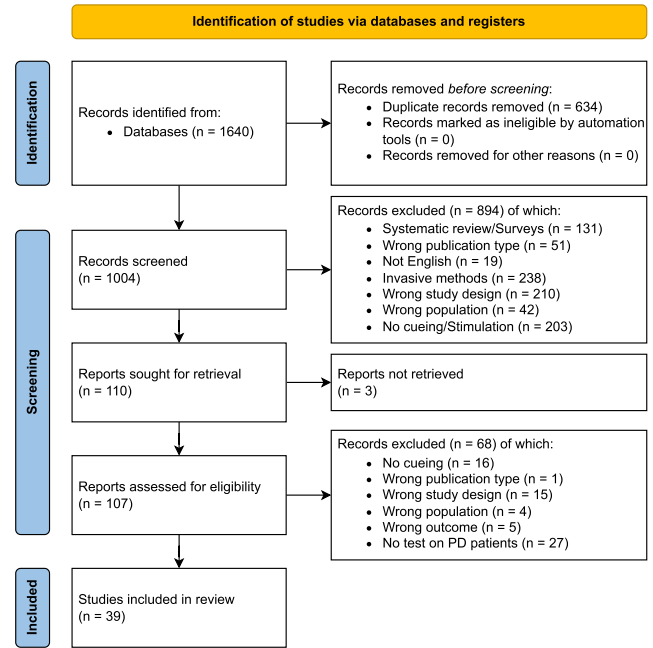 Identification of studies via databases and registers
Identification
Records identified from:
• Databases (n = 1640)
Records removed before screening:
• Duplicate records removed (n = 634)
• Records marked as ineligible by automation
tools (n = 0)
• Records removed for other reasons (n = 0)
Screening
Records screened
n = 1004)
Records excluded (n = 894) of which:
• Systematic review/Surveys (n = 131)
• Wrong publication type (n = 51)
• Not English (n = 19)
• Invasive methods (n = 238)
• Wrong study design (n = 210)
• Wrong population (n = 42)
• No cueing/Stimulation (n = 203)
Reports sought for retrieval
(n = 110)
Reports not retrieved
(n = 3)
Reports assessed for eligibility
(n = 107)
Records excluded (n = 68) of which:
• No cueing (n = 16)
• Wrong publication type (n = 1)
• Wrong study design (n = 15)
• Wrong population (n = 4)
• Wrong outcome (n = 5)
• No test on PD patients (n = 27)
Included
Studies included in review
(n = 39)